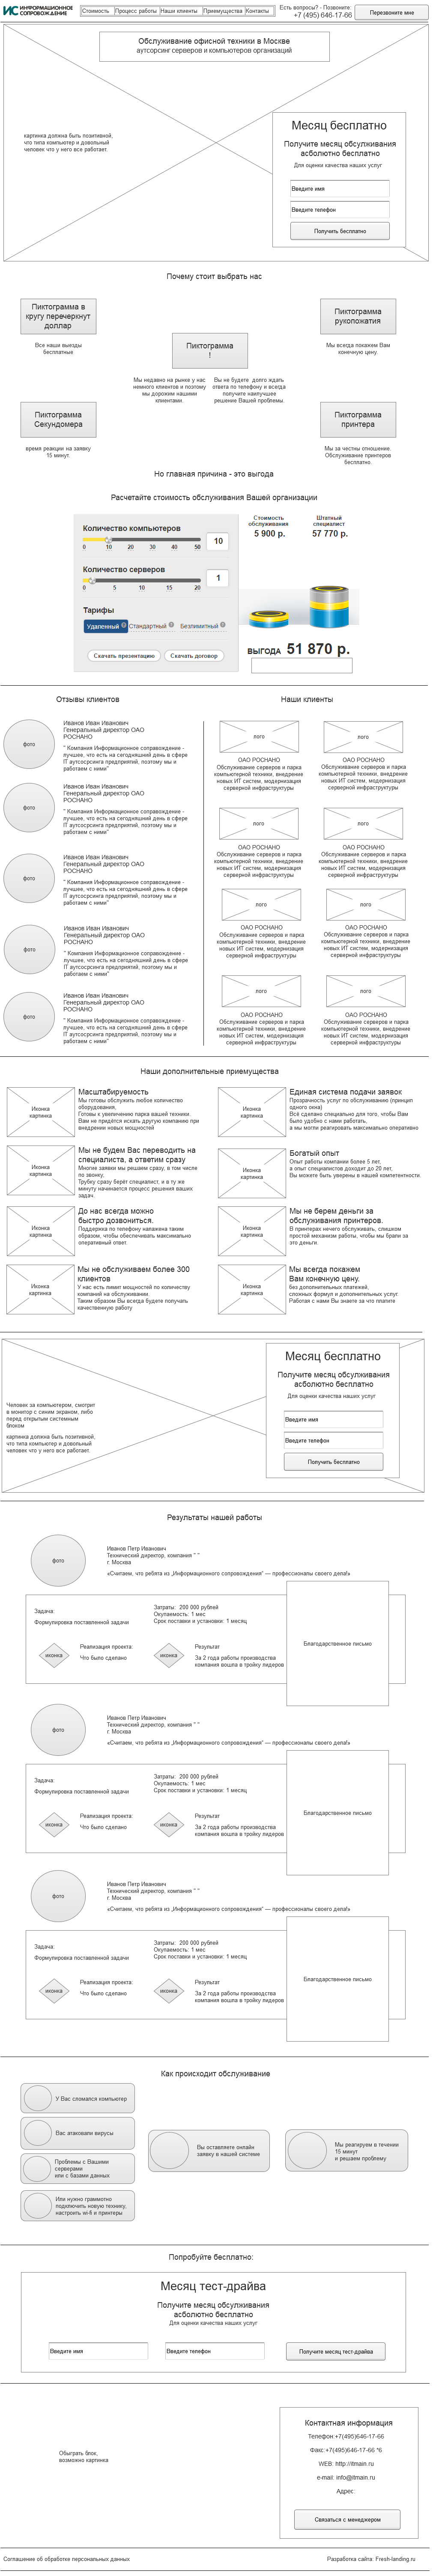 ИС ИНФОРМАЦИОННОЕ
СОПРОВОЖДЕНИЕ
Стоимость
Процесс работы
Наши клиенты
Приемущества
Контакты
Есть вопросы? - Позвоните:
+7 (495) 646-17-66
Перезвоните мне
Обслуживание офисной техники в Москве
аутсорсинг серверов и компьютеров организаций
картинка должна быть позитивной,
что типа компьютер и довольный
человек что у него все работает.
Месяц бесплатно
Получите месяц обсулживания
асболютно бесплатно
Для оценки качества наших услуг
Введите имя
Введите телефон
Получить бесплатно
Почему стоит выбрать нас
Пиктограмма в
кругу перечеркнут
доллар
Все наши выезды
бесплатные
Пиктограмма
!
Мы недавно на рынке у нас
немного клиентов и поэтому
мы дорожим нашими
клиентами.
Вы не будете долго ждать
ответа по телефону и всегда
получите наилучшее
решение Вашей проблемы.
Пиктограмма
рукопожатия
Мы всегда покажем Вам
конечную цену.
Пиктограмма
Секундомера
время реакции на заявку
15 минут.
Пиктограмма
принтера
Мы за честны отношение.
Обслуживание принтеров
бесплатно.
Но главная причина - это выгода
Расчетайте стоимость обслуживания Вашей организации
Количество компьютеров
10
0 10 20 30 40 50
Количество серверов
1
0 5 10 15 20
Тарифы
Удаленный ?
Стандартный ?
Безлимитный ?
Скачать презентацию
Скачать договор
Стоимость
обслуживания
5 900 р.
Штатный
специалист
57 770 р.
ВЫГОДА 51 870 р.
Отзывы клиентов
фото
Иванов Иван Иванович
Генеральный директор ОАО
РОСНАНО
" Компания Информационное сопровождение -
лучшее, что есть на сегодняшний день в сфере
IT аутсорсинга предприятий, поэтому мы и
работаем с ними"
фото
Иванов Иван Иванович
Генеральный директор ОАО
РОСНАНО
" Компания Информационное сопровождение -
лучшее, что есть на сегодняшний день в сфере
IT аутсорсинга предприятий, поэтому мы и
работаем с ними"
фото
Иванов Иван Иванович
Генеральный директор ОАО
РОСНАНО
" Компания Информационное сопровождение -
лучшее, что есть на сегодняшний день в сфере
IT аутсорсинга предприятий, поэтому мы и
работаем с ними"
фото
Иванов Иван Иванович
Генеральный директор ОАО
РОСНАНО
" Компания Информационное сопровождение -
лучшее, что есть на сегодняшний день в сфере
IT аутсорсинга предприятий, поэтому мы и
работаем с ними"
фото
Иванов Иван Иванович
Генеральный директор ОАО
РОСНАНО
" Компания Информационное сопровождение -
лучшее, что есть на сегодняшний день в сфере
IT аутсорсинга предприятий, поэтому мы и
работаем с ними"
Наши клиенты
лого
ОАО РОСНАНО
Обслуживание серверов и парка
компьютерной техники, внедрение
новых ИТ систем, модернизация
серверной инфраструктуры
лого
ОАО РОСНАНО
Обслуживание серверов и парка
компьютерной техники, внедрение
новых ИТ систем, модернизация
серверной инфраструктуры
лого
ОАО РОСНАНО
Обслуживание серверов и парка
компьютерной техники, внедрение
новых ИТ систем, модернизация
серверной инфраструктуры
лого
ОАО РОСНАНО
Обслуживание серверов и парка
компьютерной техники, внедрение
новых ИТ систем, модернизация
серверной инфраструктуры
лого
ОАО РОСНАНО
Обслуживание серверов и парка
компьютерной техники, внедрение
новых ИТ систем, модернизация
серверной инфраструктуры
лого
ОАО РОСНАНО
Обслуживание серверов и парка
компьютерной техники, внедрение
новых ИТ систем, модернизация
серверной инфраструктуры
лого
ОАО РОСНАНО
Обслуживание серверов и парка
компьютерной техники, внедрение
новых ИТ систем, модернизация
серверной инфраструктуры
лого
ОАО РОСНАНО
Обслуживание серверов и парка
компьютерной техники, внедрение
новых ИТ систем, модернизация
серверной инфраструктуры
Наши дополнительные приемущества
Иконка
картинка
Масштабируемость
Мы готовы обслужить любое количество
оборудования,
Готовы к увеличению парка вашей техники.
Вам не придётся искать другую компанию при
внедрении новых мощностей
Иконка
картинка
Единая система подачи заявок
Прозрачность услуг по обслуживанию (принцип
одного окна)
Всё сделано специально для того, чтобы Вам
было удобно с нами работать,
а мы могли реагировать максимально оперативно
Иконка
картинка
Мы не будем Вас переводить на
специалиста, а ответим сразу
Многие заявки мы решаем сразу, в том числе
по звонку,
Трубку сразу берёт специалист, и в ту же
минуту начинается процесс решения ваших
задач.
Иконка
картинка
Богатый опыт
Опыт работы компании более 5 лет,
а опыт специалистов доходит до 20 лет,
Вы можете быть уверены в нашей компетентности.
Иконка
картинка
До нас всегда можно
быстро дозвониться.
Поддержка по телефону налажена таким
образом, чтобы обеспечивать максимально
оперативный ответ.
Иконка
картинка
Мы не берем деньги за
обслуживания принтеров.
В принтерах нечего обслуживать, слишком
простой механизм работы, чтобы мы брали за
это деньги.
Иконка
картинка
Мы не обслуживаем более 300
клиентов
У нас есть лимит мощностей по количеству
компаний на обслуживании.
Таким образом Вы всегда будете получать
качественную работу
Иконка
картинка
Мы всегда покажем
Вам конечную цену.
без дополнительных платежей,
сложных формул и дополнительных услуг.
Работая с нами Вы знаете за что платите
Человек за компьютером, смотрит
в монитор с синим экраном, либо
перед открытым системным
блоком
картинка должна быть позитивной,
что типа компьютер и довольный
человек что у него все работает.
Месяц бесплатно
Получите месяц обсулживания
асболютно бесплатно
Для оценки качества наших услуг
Введите имя
Введите телефон
Получить бесплатно
Результаты нашей работы
фото
Иванов Петр Иванович
Технический директор, компания " "
г. Москва
«Считаем, что ребята из „Информационного сопровождения“ — профессионалы своего дела!»
Задача:
Формулировка поставленной задачи
Затраты: 200 000 рублей
Окупаемость: 1 мес
Срок поставки и установки: 1 месяц
иконка
Реализация проекта:
Что было сделано
иконка
Результат
За 2 года работы производства
компания вошла в тройку лидеров
Благодарственное письмо
фото
Иванов Петр Иванович
Технический директор, компания " "
г. Москва
«Считаем, что ребята из „Информационного сопровождения“ — профессионалы своего дела!»
Задача:
Формулировка поставленной задачи
Затраты: 200 000 рублей
Окупаемость: 1 мес
Срок поставки и установки: 1 месяц
иконка
Реализация проекта:
Что было сделано
иконка
Результат
За 2 года работы производства
компания вошла в тройку лидеров
Благодарственное письмо
фото
Иванов Петр Иванович
Технический директор, компания " "
г. Москва
«Считаем, что ребята из „Информационного сопровождения“ — профессионалы своего дела!»
Задача:
Формулировка поставленной задачи
Затраты: 200 000 рублей
Окупаемость: 1 мес
Срок поставки и установки: 1 месяц
иконка
Реализация проекта:
Что было сделано
иконка
Результат
За 2 года работы производства
компания вошла в тройку лидеров
Благодарственное письмо
Как происходит обслуживание
У Вас сломался компьютер
Вас атаковали вирусы
Проблемы с Вашими
серверами
или с базами данных
Или нужно граммотно
подключить новую технику,
настроить wi-fi и принтеры
Вы оставляете онлайн
заявку в нашей системе
Мы реагируем в течении
15 минут
и решаем проблему
Попробуйте бесплатно:
Месяц тест-драйва
Получите месяц обсулживания
асболютно бесплатно
Для оценки качества наших услуг
Введите имя
Введите телефон
Получите месяц тест-драйва
Обыграть блок,
возможно картинка
Контактная информация
Телефон:+7(495)646-17-66
Факс:+7(495)646-17-66 *6
WEB: http://itmain.ru
e-mail: info@itmain.ru
Адрес:
Связаться с менеджером
Соглашение об обработке персональных данных
Разработка сайта: Fresh-landing.ru